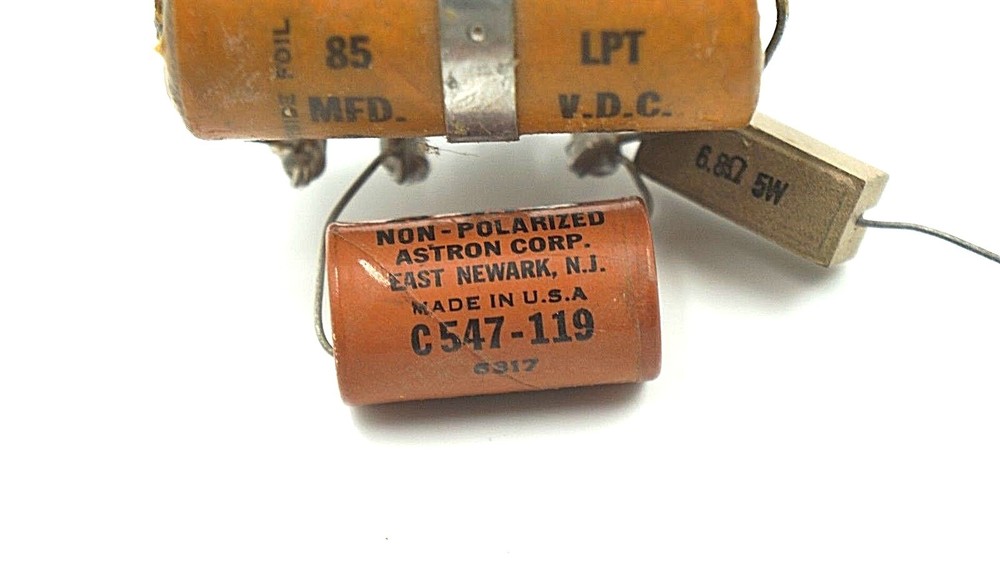 85
MFD.
LPT
V.D.C.
FOIL
6.8Ω 5W
NON-POLARIZED
ASTRON CORP.
EAST NEWARK, N.J.
MADE IN U.S.A
C547-119
6317